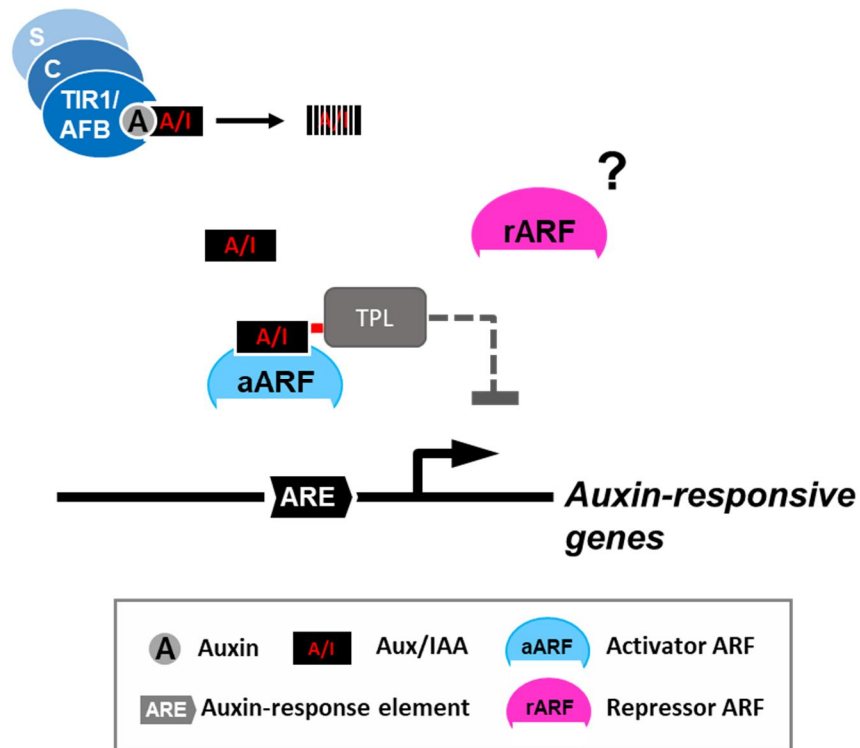 S
C
TIR1/
AFB
A
A/I
A/I
?
rARF
A/I
TPL
A/I
aARF
ARE
Auxin-responsive
genes
A Auxin A/I Aux/IAA aARF Activator ARF
ARE Auxin-response element rARF Repressor ARF